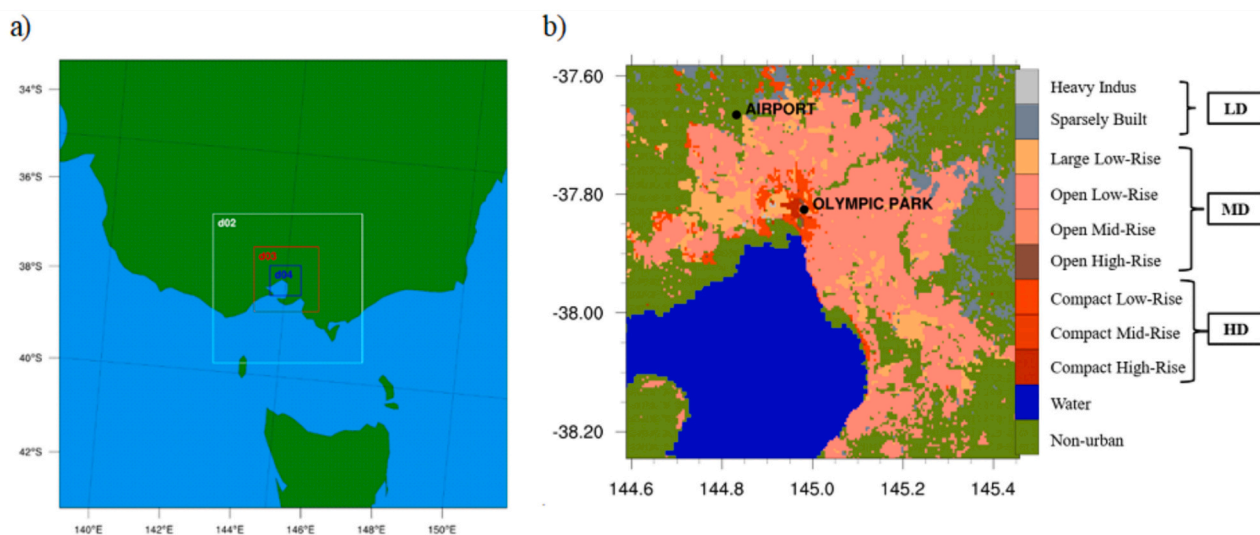 a)
34°S
36°S
38°S
40°S
42°S
140°E 142°E 144°E 146°E 148°E 150°E
d02
d03
d04
b)
-37.60
-37.80
-38.00
-38.20
144.6 144.8 145.0 145.2 145.4
AIRPORT
OLYMPIC PARK
Heavy Indus
Sparsely Built
LD
Large Low-Rise
Open Low-Rise
Open Mid-Rise
Open High-Rise
MD
Compact Low-Rise
Compact Mid-Rise
Compact High-Rise
HD
Water
Non-urban